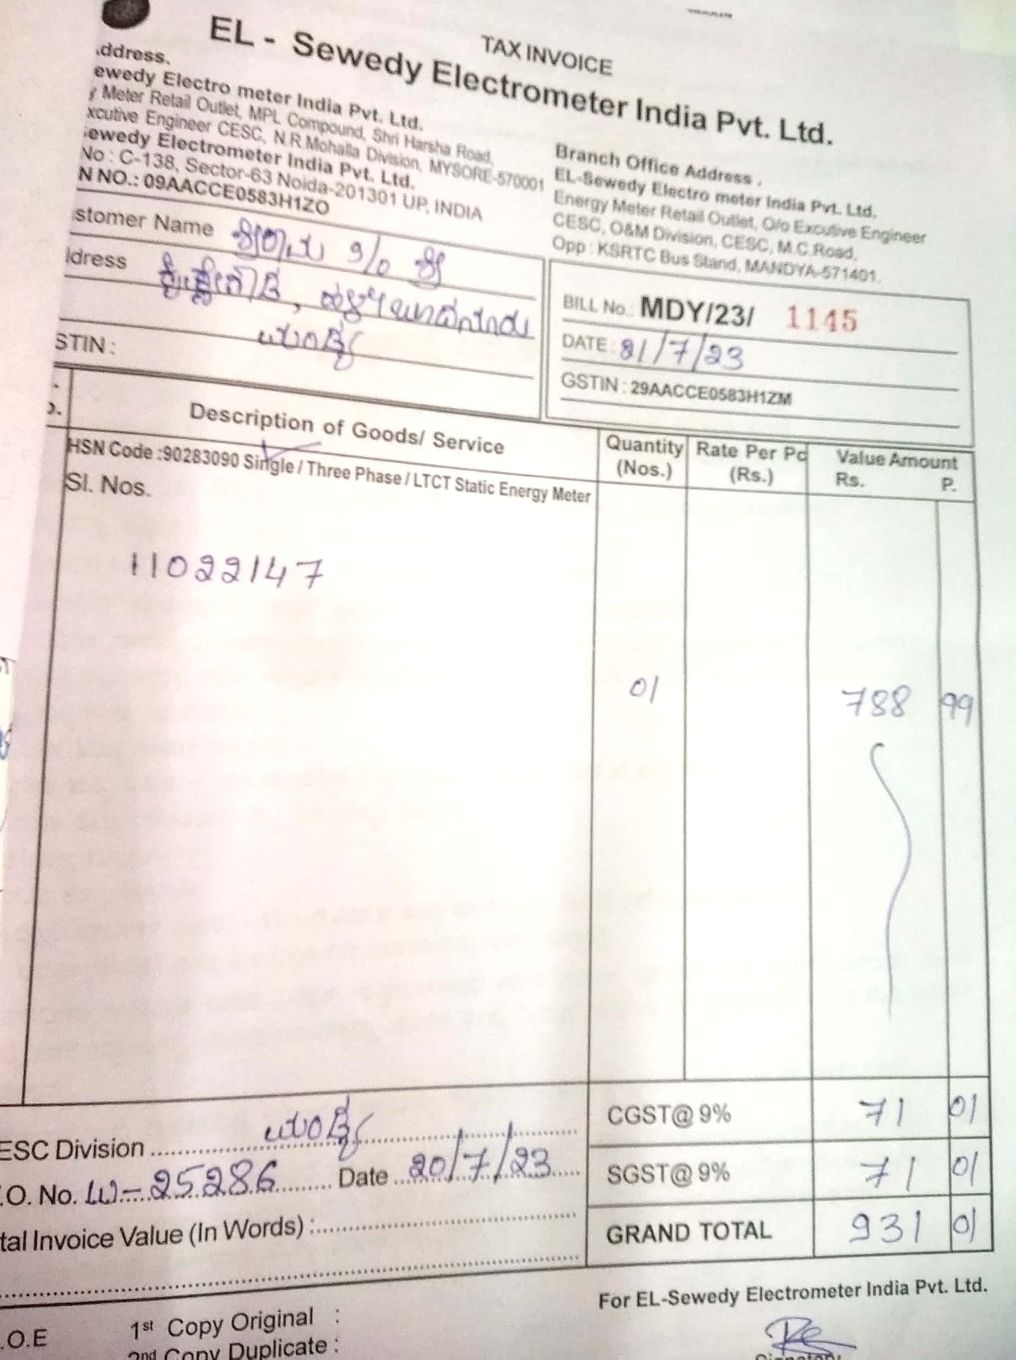 TAX INVOICE
EL - Sewedy Electrometer India Pvt. Ltd.
ddress.
ewedy Electro meter India Pvt. Ltd.
y Meter Retail Outlet, MPL Compound, Shri Harsha Road,
xcutive Engineer CESC, N.R.Mohalla Division, MYSORE-570001
ewedy Electrometer India Pvt. Ltd.
No : C-138, Sector-63 Noida-201301 UP, INDIA
N NO.: 09AACCE0583H1ZO
Branch Office Address .
EL-Sewedy Electro meter India Pvt. Ltd.
Energy Meter Retail Outlet, O/o Excutive Engineer
CESC, O&M Division, CESC, M.C.Road,
Opp : KSRTC Bus Stand, MANDYA-571401.
stomer Name
ldress
STIN :
BILL No.: MDY/23/ 1145
DATE : 21/7/23
GSTIN : 29AACCE0583H1ZM
Description of Goods/ Service
Quantity (Nos.)
Rate Per Pc (Rs.)
Value Amount
Rs. P.
HSN Code :90283090 Single / Three Phase / LTCT Static Energy Meter
Sl. Nos.
11022147
01 788 99
CGST@ 9% 71 01
SGST@ 9% 71 01
GRAND TOTAL 931 01
ESC Division ಮಂಡ್ಯ
.O. No. W-25286 Date 20/7/23
tal Invoice Value (In Words) :
For EL-Sewedy Electrometer India Pvt. Ltd.
.O.E
1st Copy Original :
2nd Copy Duplicate :